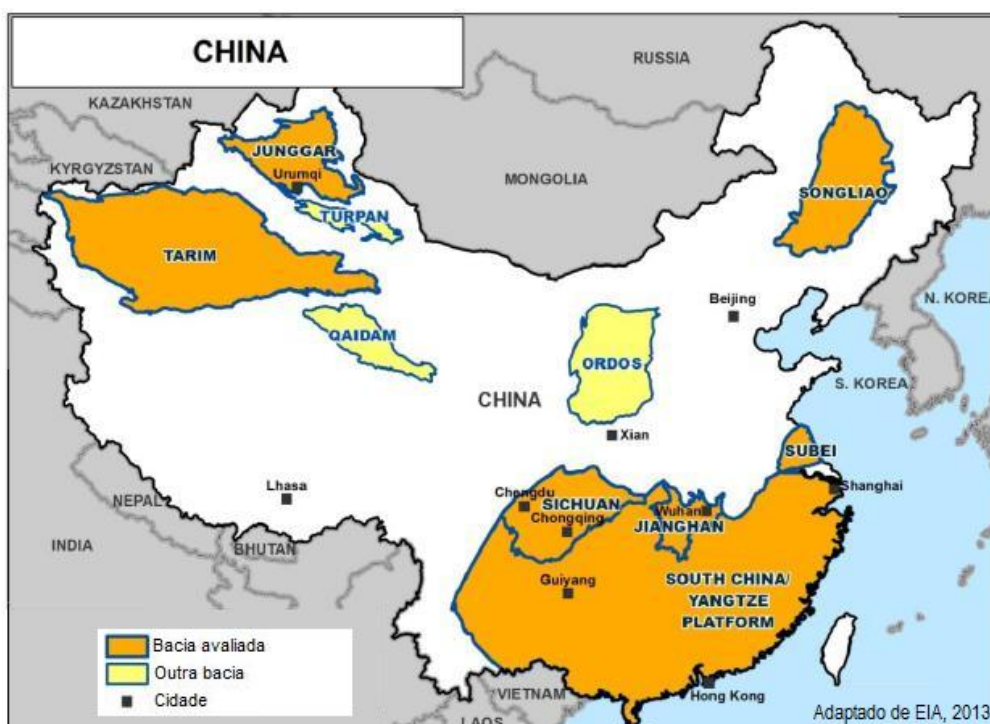 CHINA
RUSSIA
KAZAKHSTAN
KYRGYZSTAN
MONGOLIA
JUNGGAR
Urumqi
TURPAN
SONGLIAO
TARIM
QAIDAM
ORDOS
Beijing
N. KOREA
S. KOREA
CHINA
Xian
SUBEI
Shanghai
Lhasa
Chengdu
SICHUAN
Chongqing
Wuhan
JIANGHAN
NEPAL
BHUTAN
INDIA
Guiyang
SOUTH CHINA/
YANGTZE
PLATFORM
Bacia avaliada
Outra bacia
Cidade
VIETNAM
LAOS
Hong Kong
Adaptado de EIA, 2013